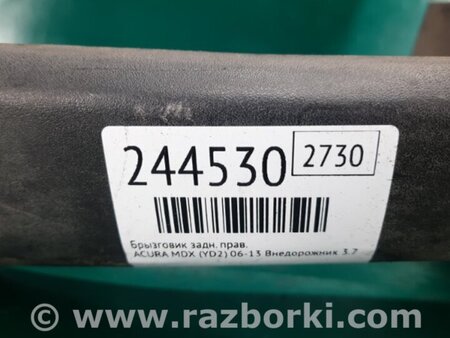 244530 2730
Брызговик задн. прав.
ACURA MDX (YD2) 06-13 Внедорожник 3.7
© www.razborki.com